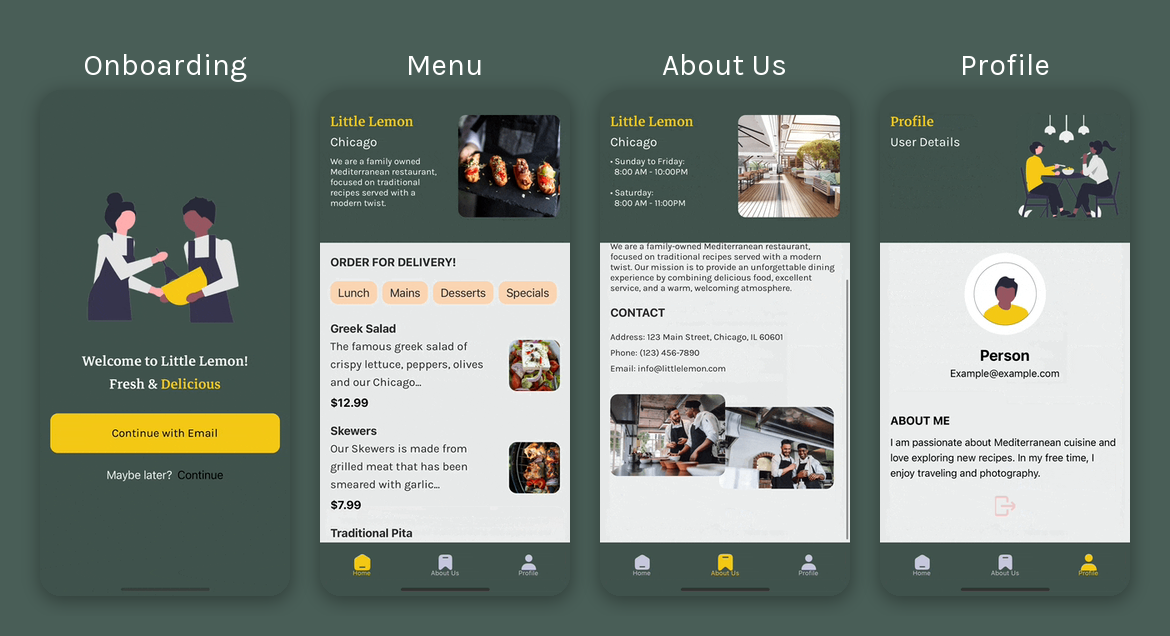 Onboarding
Welcome to Little Lemon!
Fresh & Delicious
Continue with Email
Maybe later? Continue
Menu
Little Lemon
Chicago
We are a family owned
Mediterranean restaurant,
focused on traditional
recipes served with a
modern twist.
ORDER FOR DELIVERY!
Lunch Mains Desserts Specials
Greek Salad
The famous greek salad of
crispy lettuce, peppers, olives
and our Chicago...
$12.99
Skewers
Our Skewers is made from
grilled meat that has been
smeared with garlic...
$7.99
Traditional Pita
Home About Us Profile
About Us
Little Lemon
Chicago
• Sunday to Friday:
8:00 AM - 10:00PM
• Saturday:
8:00 AM - 11:00PM
We are a family-owned Mediterranean restaurant,
focused on traditional recipes served with a modern
twist. Our mission is to provide an unforgettable dining
experience by combining delicious food, excellent
service, and a warm, welcoming atmosphere.
CONTACT
Address: 123 Main Street, Chicago, IL 60601
Phone: (123) 456-7890
Email: info@littlelemon.com
Home About Us Profile
Profile
Profile
User Details
Person
Example@example.com
ABOUT ME
I am passionate about Mediterranean cuisine and
love exploring new recipes. In my free time, I
enjoy traveling and photography.
Home About Us Profile